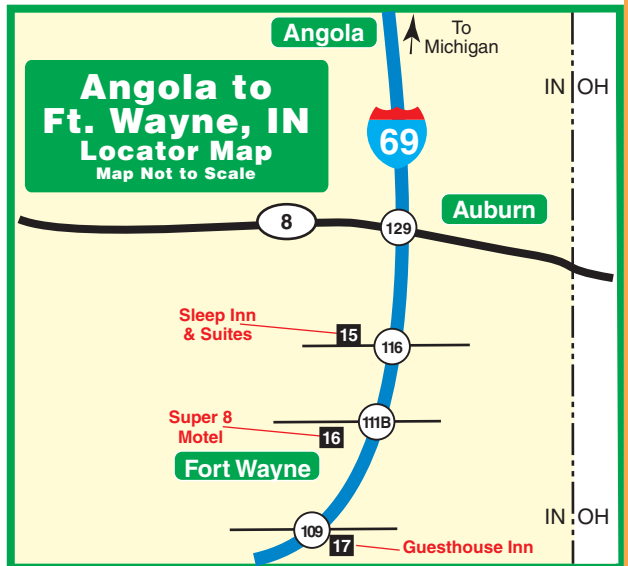 Angola
To
Michigan
IN OH
Angola to
Ft. Wayne, IN
Locator Map
Map Not to Scale
69
Auburn
8
129
Sleep Inn
& Suites
15
116
Super 8
Motel
16
111B
Fort Wayne
IN OH
109
17
Guesthouse Inn